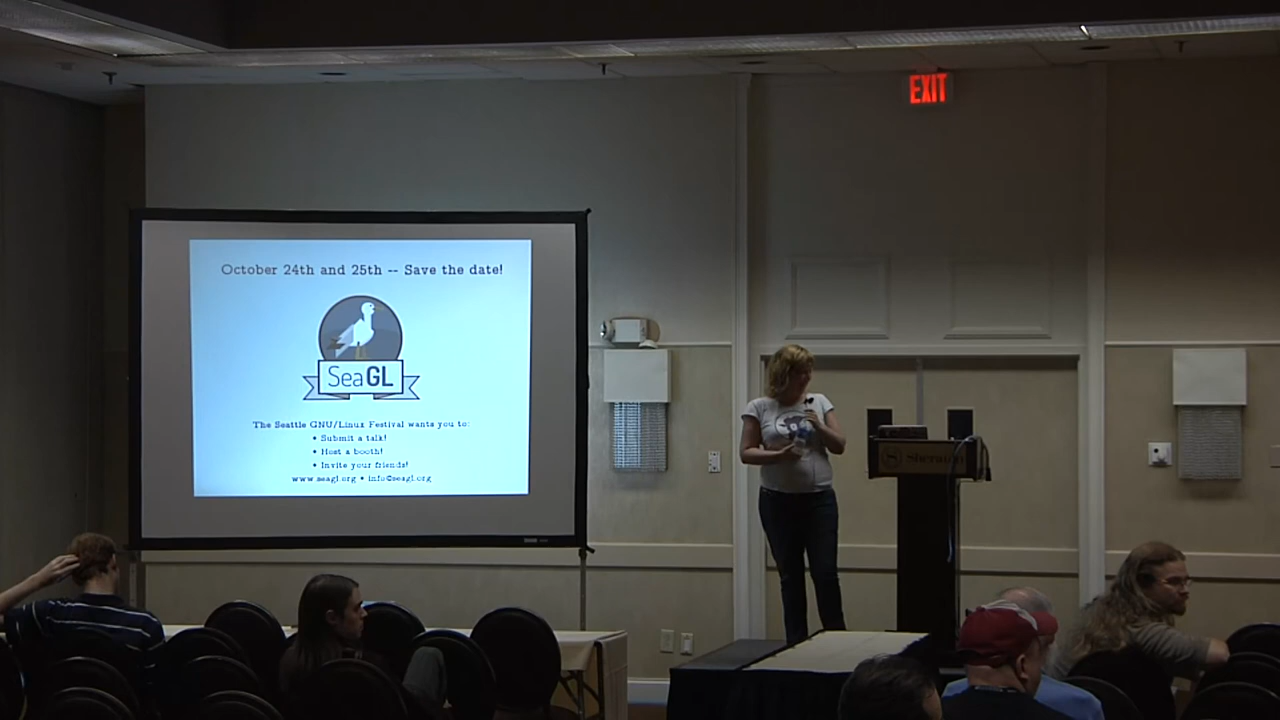 EXIT
October 24th and 25th -- Save the date!
SeaGL
The Seattle GNU/Linux Festival wants you to:
• Submit a talk!
• Host a booth!
• Invite your friends!
www.seagl.org • info@seagl.org
Sheraton